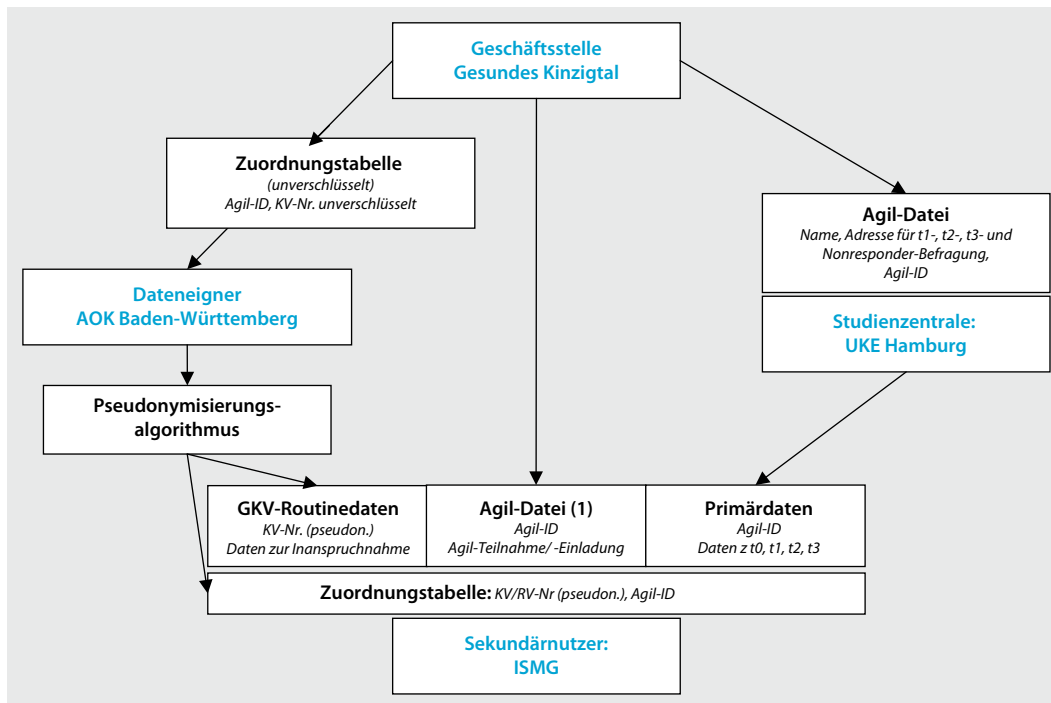 Geschäftsstelle
Gesundes Kinzigtal
Zuordnungstabelle
(unverschlüsselt)
Agil-ID, KV-Nr. unverschlüsselt
Agil-Datei
Name, Adresse für t1-, t2-, t3- und
Nonresponder-Befragung,
Agil-ID
Dateneigner
AOK Baden-Württemberg
Studienzentrale:
UKE Hamburg
Pseudonymisierungs-
algorithmus
GKV-Routinedaten
KV-Nr. (pseudon.)
Daten zur Inanspruchnahme
Agil-Datei (1)
Agil-ID
Agil-Teilnahme/ -Einladung
Primärdaten
Agil-ID
Daten z t0, t1, t2, t3
Zuordnungstabelle: KV/RV-Nr (pseudon.), Agil-ID
Sekundärnutzer:
ISMG